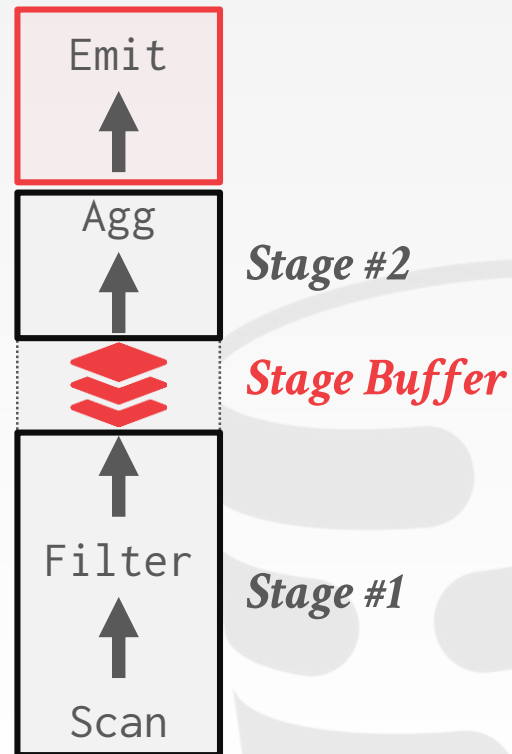 Emit
Agg
Stage #2
Stage Buffer
Filter
Stage #1
Scan